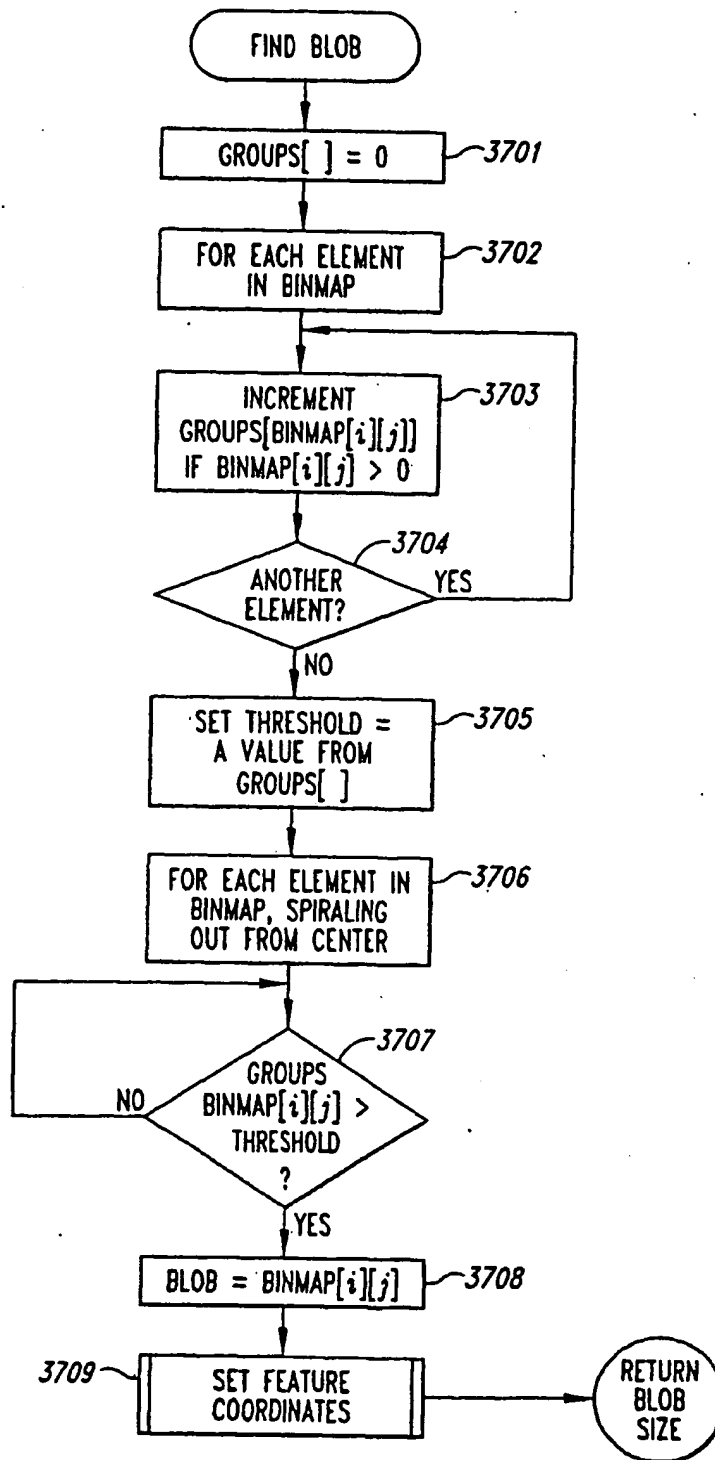 FIND BLOB
GROUPS[ ] = 0
3701
FOR EACH ELEMENT
IN BINMAP
3702
INCREMENT
GROUPS[BINMAP[i][j]]
IF BINMAP[i][j] > 0
3703
3704
ANOTHER
ELEMENT?
YES
NO
SET THRESHOLD =
A VALUE FROM
GROUPS[ ]
3705
FOR EACH ELEMENT IN
BINMAP, SPIRALING
OUT FROM CENTER
3706
3707
GROUPS
BINMAP[i][j] >
THRESHOLD
?
NO
YES
BLOB = BINMAP[i][j]
3708
3709
SET FEATURE
COORDINATES
RETURN
BLOB
SIZE